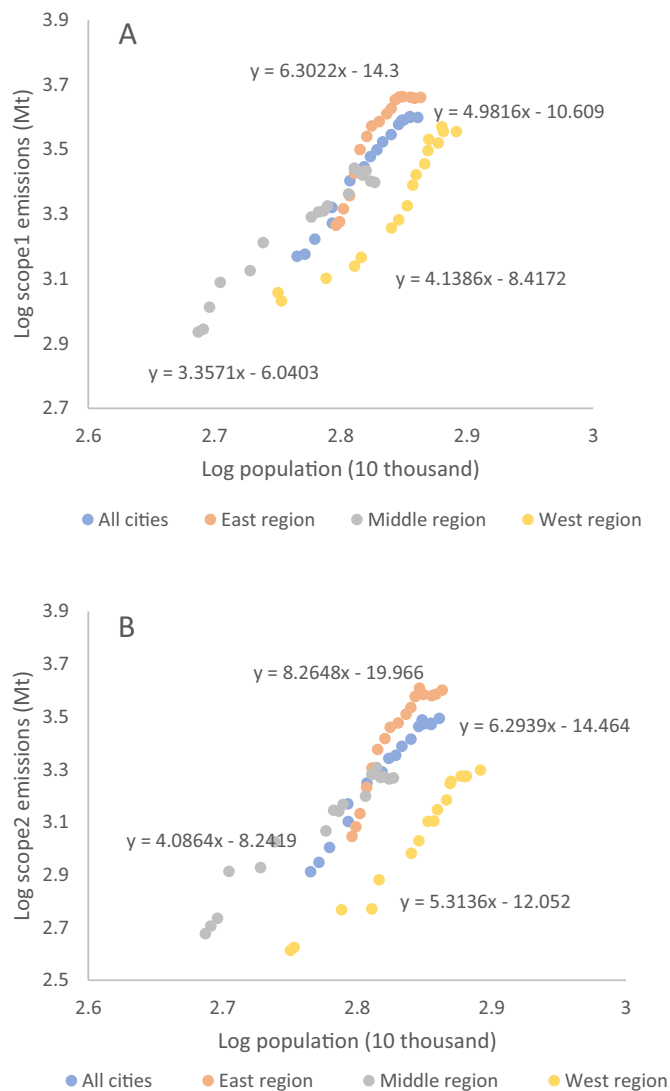 A
3.9
3.7
3.5
3.3
3.1
2.9
2.7
Log scope1 emissions (Mt)
y = 6.3022x - 14.3
y = 4.9816x - 10.609
y = 4.1386x - 8.4172
y = 3.3571x - 6.0403
2.6 2.7 2.8 2.9 3
Log population (10 thousand)
All cities East region Middle region West region
B
3.9
3.7
3.5
3.3
3.1
2.9
2.7
2.5
Log scope2 emissions (Mt)
y = 8.2648x - 19.966
y = 6.2939x - 14.464
y = 4.0864x - 8.2419
y = 5.3136x - 12.052
2.6 2.7 2.8 2.9 3
Log population (10 thousand)
All cities East region Middle region West region